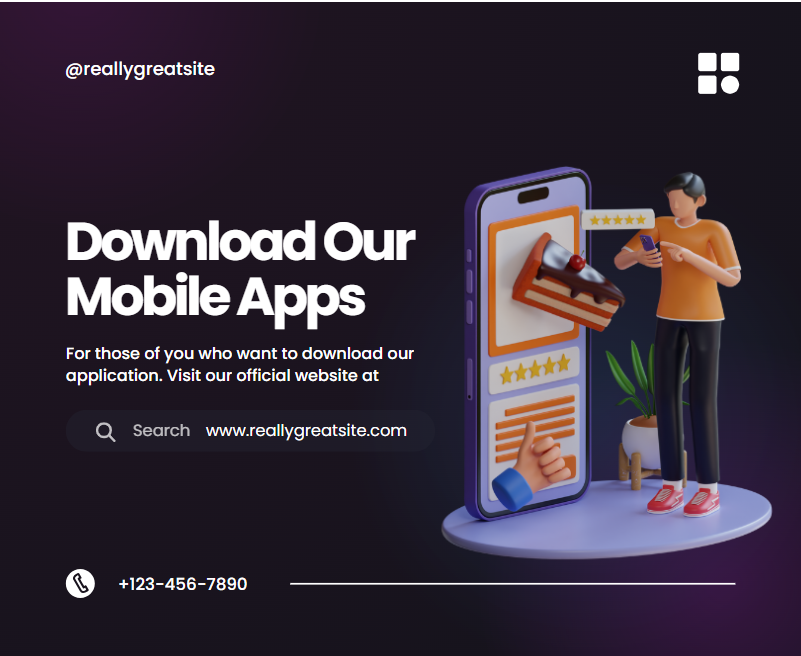 @reallygreatsite
Download Our
Mobile Apps
For those of you who want to download our
application. Visit our official website at
Search www.reallygreatsite.com
+123-456-7890